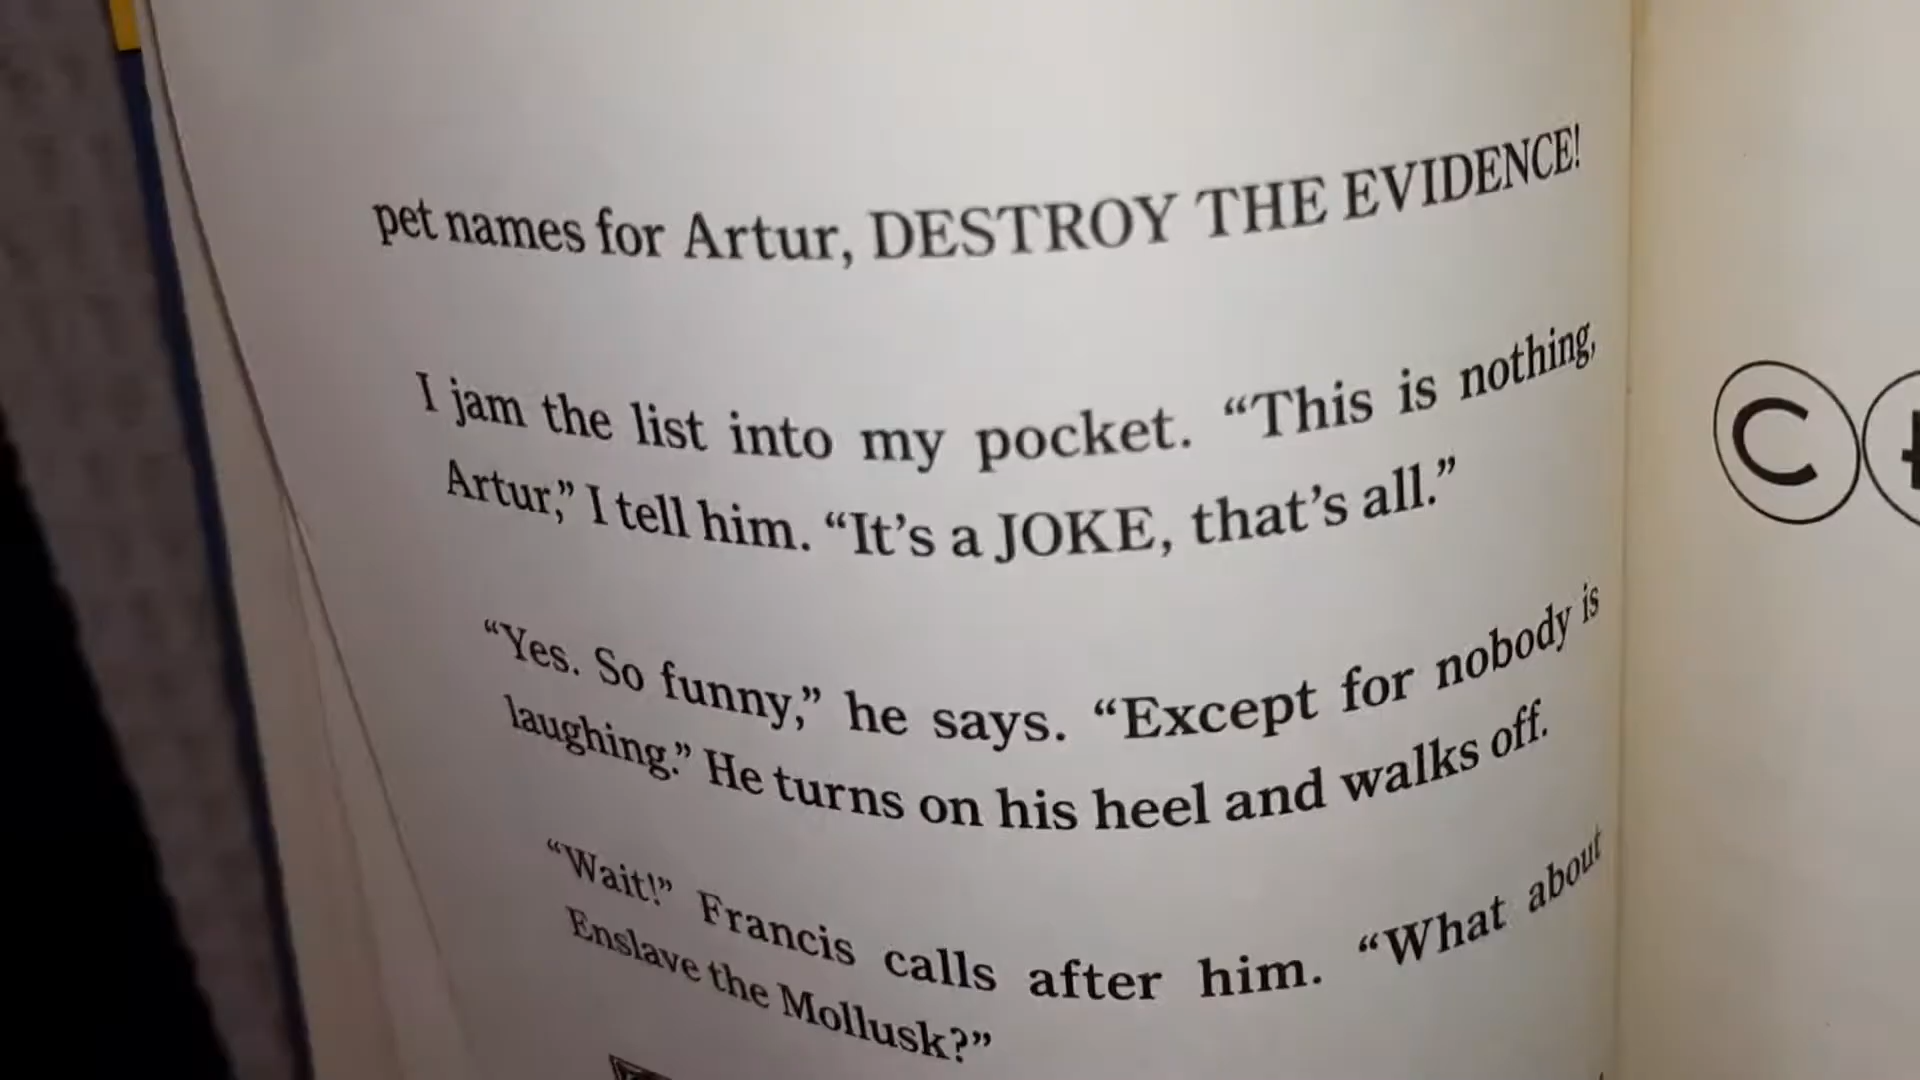 pet names for Artur, DESTROY THE EVIDENCE!
I jam the list into my pocket. “This is nothing,
Artur,” I tell him. “It’s a JOKE, that’s all.”
“Yes. So funny,” he says. “Except for nobody is
laughing.” He turns on his heel and walks off.
“Wait!” Francis calls after him. “What about
Enslave the Mollusk?”
C